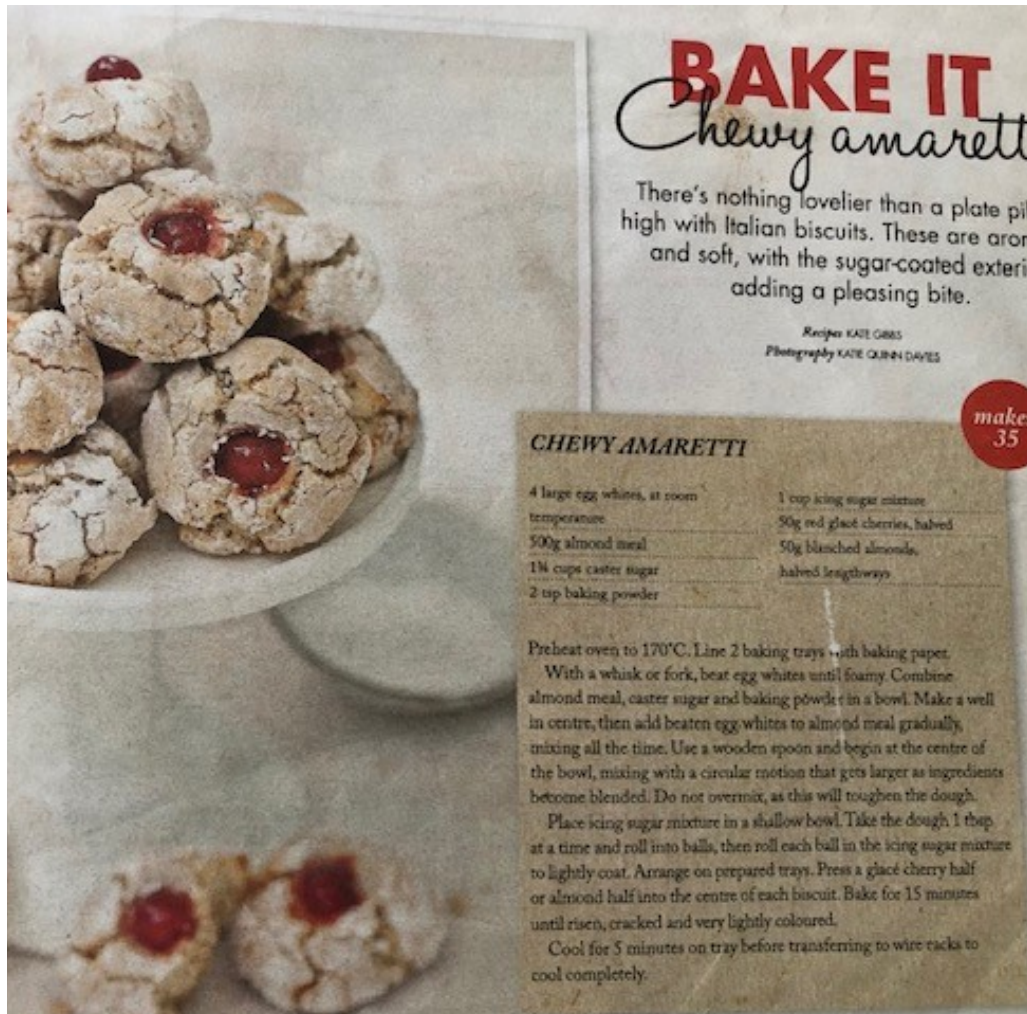 BAKE IT
Chewy amarett
There's nothing lovelier than a plate pi
high with Italian biscuits. These are aror
and soft, with the sugar-coated exteri
adding a pleasing bite.
Recipes KATE GIBBS
Photography KATIE QUINN DAVIES
make
35
CHEWY AMARETTI
4 large egg whites, at room
temperature
500g almond meal
1¾ cups caster sugar
2 tsp baking powder
1 cup icing sugar mixture
50g red glacé cherries, halved
50g blanched almonds,
halved lengthways
Preheat oven to 170°C. Line 2 baking trays with baking paper.
With a whisk or fork, beat egg whites until foamy. Combine
almond meal, caster sugar and baking powder in a bowl. Make a well
in centre, then add beaten egg whites to almond meal gradually,
mixing all the time. Use a wooden spoon and begin at the centre of
the bowl, mixing with a circular motion that gets larger as ingredients
become blended. Do not overmix, as this will toughen the dough.
Place icing sugar mixture in a shallow bowl. Take the dough 1 tbsp
at a time and roll into balls, then roll each ball in the icing sugar mixture
to lightly coat. Arrange on prepared trays. Press a glacé cherry half
or almond half into the centre of each biscuit. Bake for 15 minutes
until risen, cracked and very lightly coloured.
Cool for 5 minutes on tray before transferring to wire racks to
cool completely.